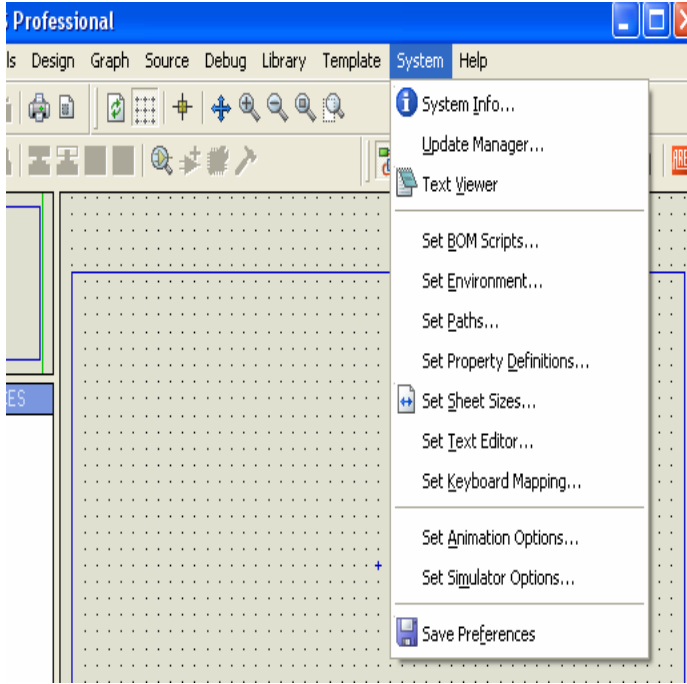 Professional
ls Design Graph Source Debug Library Template System Help
System Info...
Update Manager...
Text Viewer
Set BOM Scripts...
Set Environment...
Set Paths...
Set Property Definitions...
Set Sheet Sizes...
Set Text Editor...
Set Keyboard Mapping...
Set Animation Options...
Set Simulator Options...
Save Preferences
ES